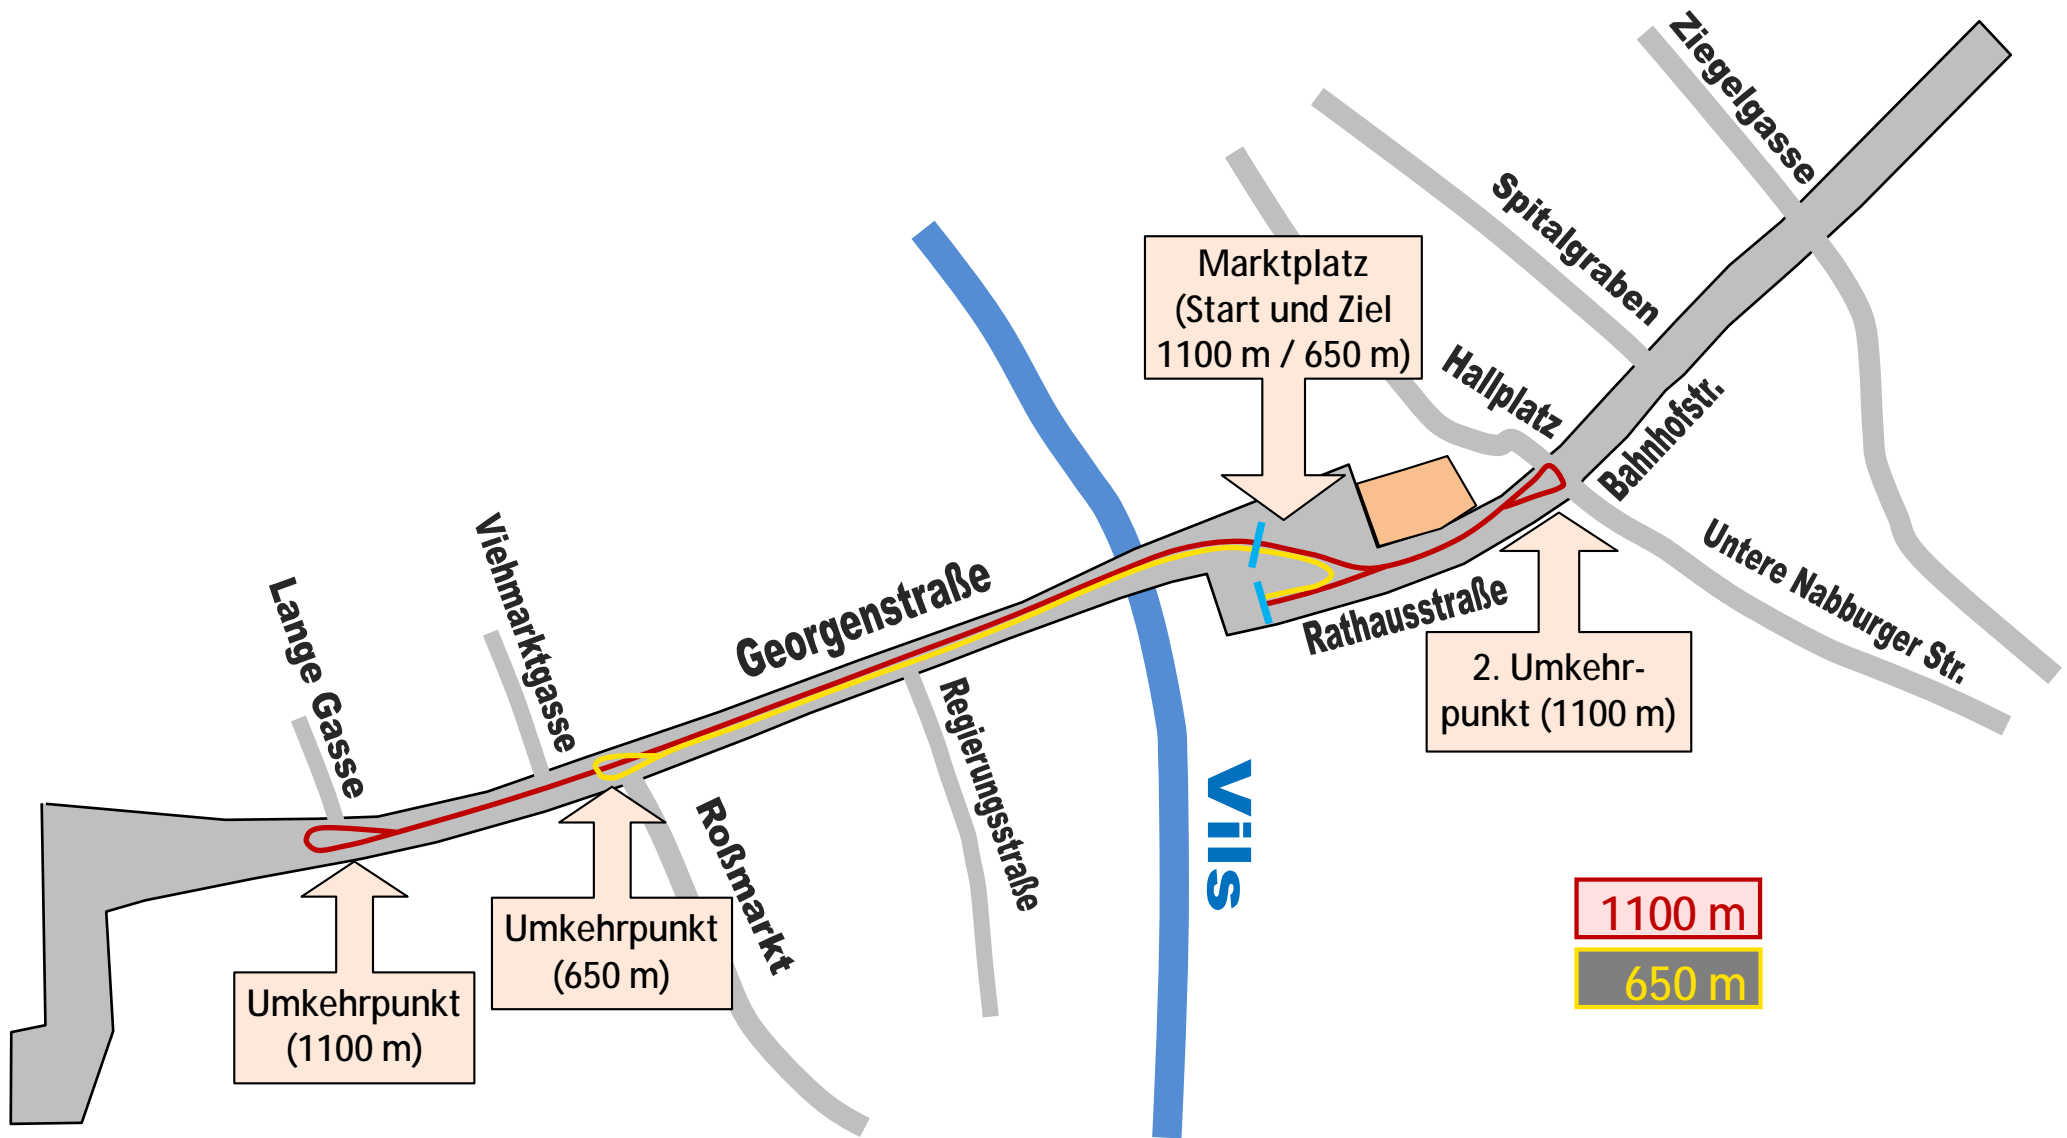 Ziegelgasse
Spitalgraben
Marktplatz
(Start und Ziel
1100 m / 650 m)
Hallplatz
Bahnhofstr.
Untere Nabburger Str.
Rathausstraße
2. Umkehr-
punkt (1100 m)
Georgenstraße
Viehmarktgasse
Lange Gasse
Regierungsstraße
Roßmarkt
Vils
Umkehrpunkt
(650 m)
Umkehrpunkt
(1100 m)
1100 m
650 m